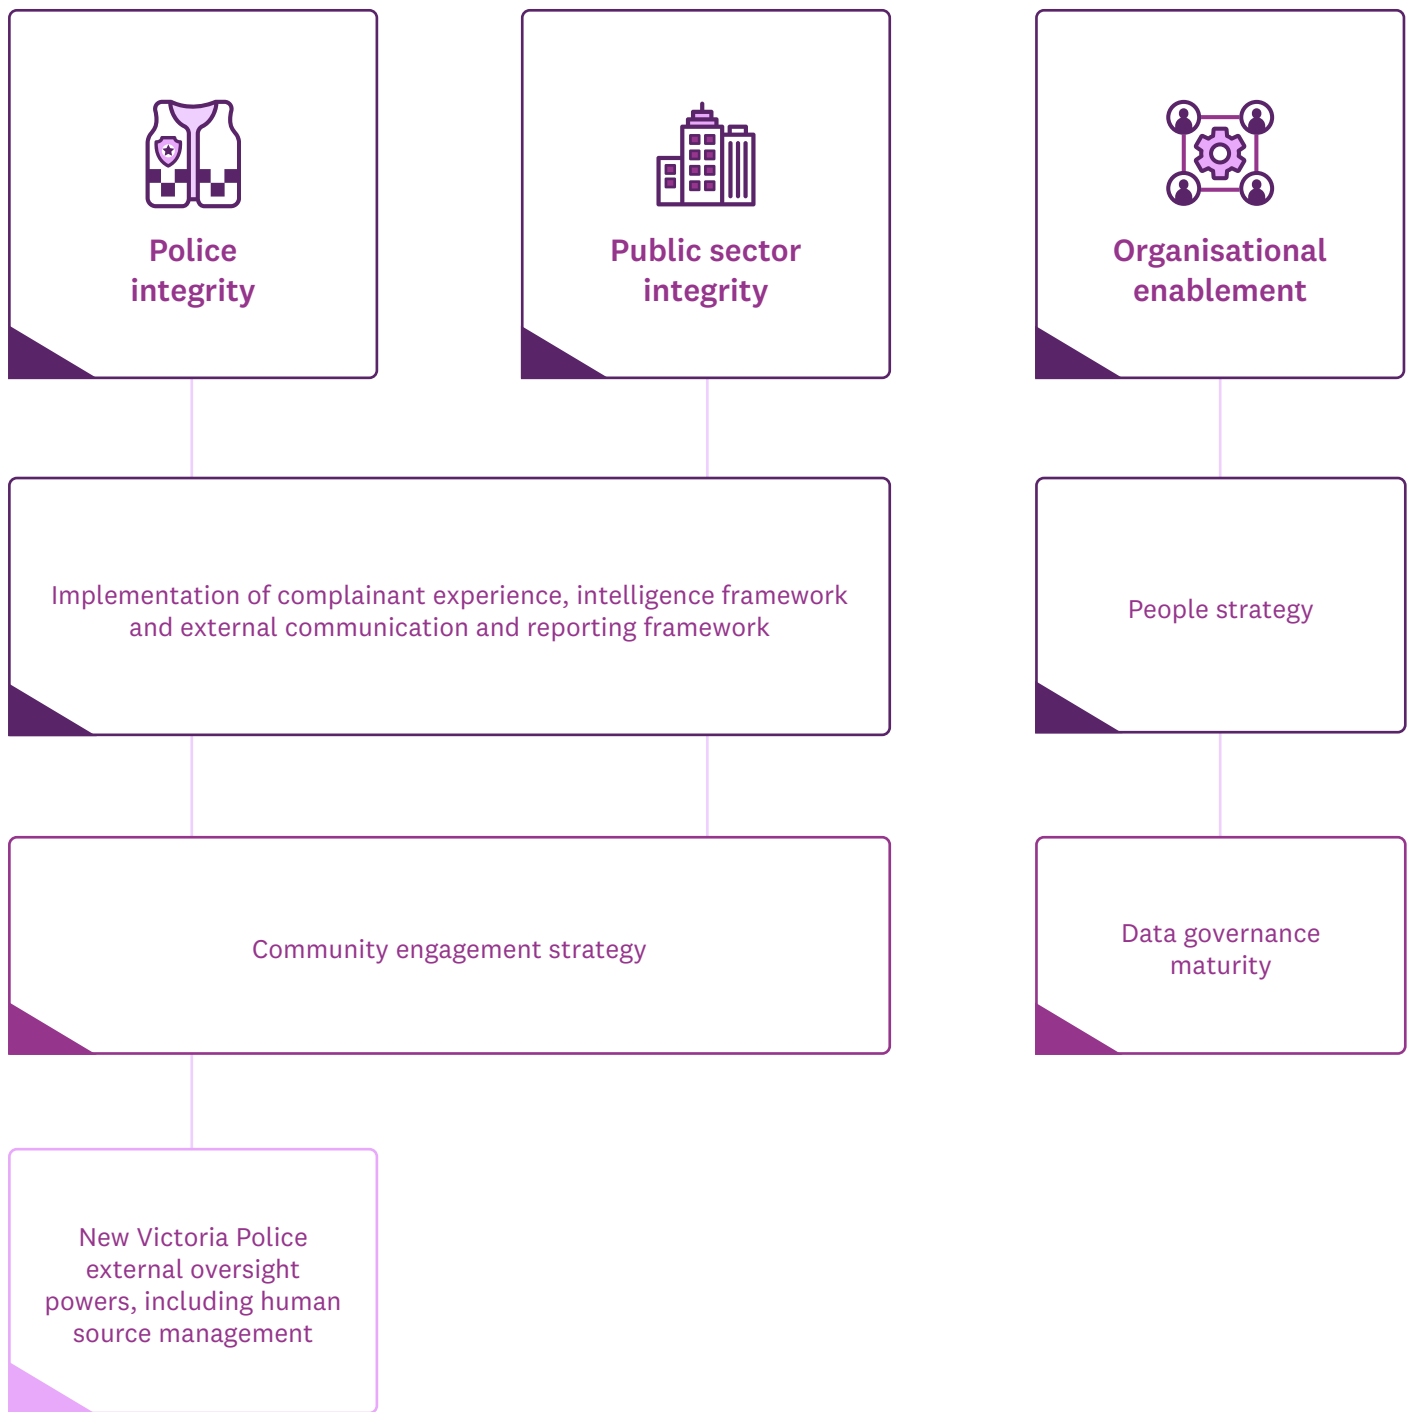 Police
integrity
Public sector
integrity
Organisational
enablement
Implementation of complainant experience, intelligence framework
and external communication and reporting framework
People strategy
Community engagement strategy
Data governance
maturity
New Victoria Police
external oversight
powers, including human
source management